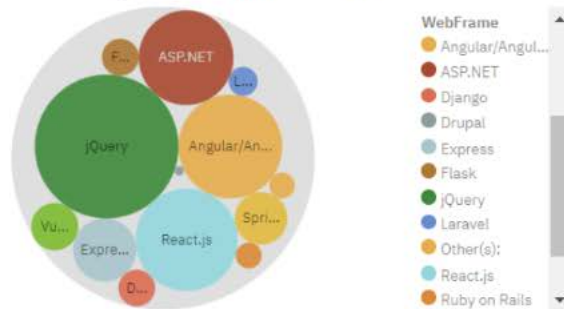 F...
ASP.NET
L...
jQuery
Angular/An...
Vu...
Expre...
React.js
Spri...
D...
WebFrame
Angular/Angul...
ASP.NET
Django
Drupal
Express
Flask
jQuery
Laravel
Other(s):
React.js
Ruby on Rails